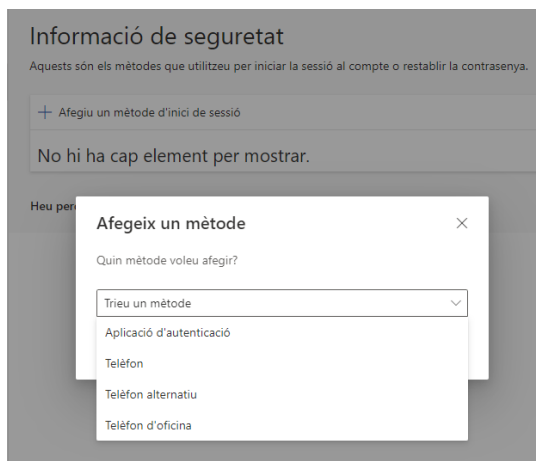 Informació de seguretat
Aquests són els mètodes que utilitzeu per iniciar la sessió al compte o restablir la contrasenya.
+ Afegiu un mètode d'inici de sessió
No hi ha cap element per mostrar.
Heu
Afegeix un mètode
Quin mètode voleu afegir?
Trieu un mètode
Aplicació d'autenticació
Telèfon
Telèfon alternatiu
Telèfon d'oficina